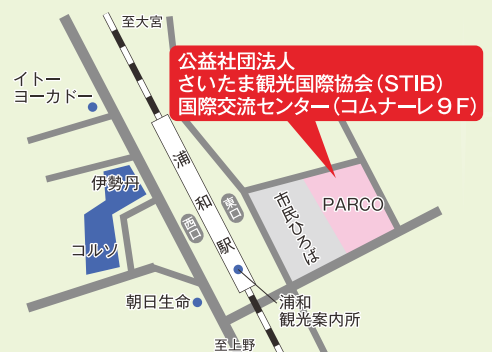 至大宮
公益社団法人
さいたま観光国際協会（STIB）
国際交流センター（コムナーレ９F）
イトー
ヨーカドー
浦和駅
伊勢丹
東口
西口
市民ひろば
PARCO
コルソ
朝日生命
浦和
観光案内所
至上野